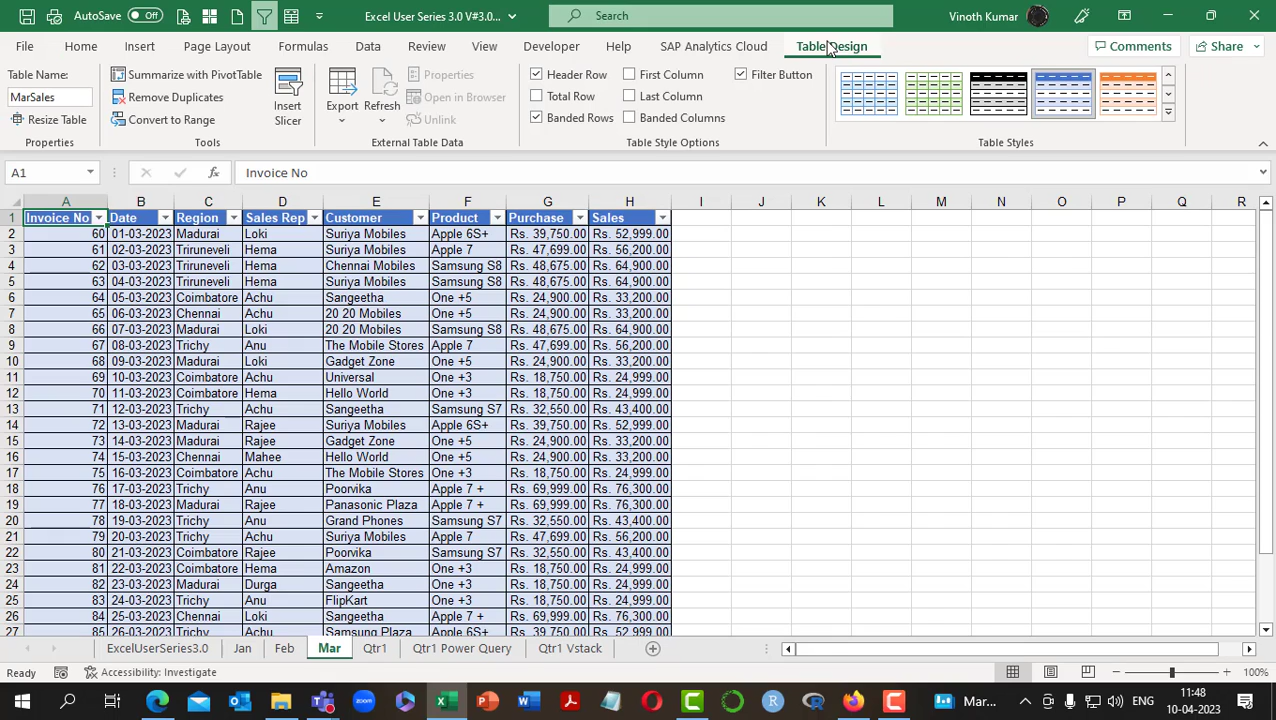 AutoSave Off Excel User Series 3.0 V#3.0... Search Vinoth Kumar
File Home Insert Page Layout Formulas Data Review View Developer Help SAP Analytics Cloud Table Design Comments Share
Table Name: Summarize with PivotTable Properties Header Row First Column Filter Button
MarSales Remove Duplicates Insert Slicer Export Refresh Open in Browser Total Row Last Column
Resize Table Convert to Range Unlink Banded Rows Banded Columns
Properties Tools External Table Data Table Style Options Table Styles
A1 fx Invoice No
A B C D E F G H I J K L M N O P Q R
1 Invoice No Date Region Sales Rep Customer Product Purchase Sales
2 60 01-03-2023 Madurai Loki Suriya Mobiles Apple 6S+ Rs. 39,750.00 Rs. 52,999.00
3 61 02-03-2023 Triruneveli Hema Suriya Mobiles Apple 7 Rs. 47,699.00 Rs. 56,200.00
4 62 03-03-2023 Triruneveli Hema Chennai Mobiles Samsung S8 Rs. 48,675.00 Rs. 64,900.00
5 63 04-03-2023 Triruneveli Hema Suriya Mobiles Samsung S8 Rs. 48,675.00 Rs. 64,900.00
6 64 05-03-2023 Coimbatore Achu Sangeetha One +5 Rs. 24,900.00 Rs. 33,200.00
7 65 06-03-2023 Chennai Achu 20 20 Mobiles One +5 Rs. 24,900.00 Rs. 33,200.00
8 66 07-03-2023 Madurai Loki 20 20 Mobiles Samsung S8 Rs. 48,675.00 Rs. 64,900.00
9 67 08-03-2023 Trichy Anu The Mobile Stores Apple 7 Rs. 47,699.00 Rs. 56,200.00
10 68 09-03-2023 Madurai Loki Gadget Zone One +5 Rs. 24,900.00 Rs. 33,200.00
11 69 10-03-2023 Coimbatore Achu Universal One +3 Rs. 18,750.00 Rs. 24,999.00
12 70 11-03-2023 Coimbatore Hema Hello World One +3 Rs. 18,750.00 Rs. 24,999.00
13 71 12-03-2023 Trichy Achu Sangeetha Samsung S7 Rs. 32,550.00 Rs. 43,400.00
14 72 13-03-2023 Madurai Rajee Suriya Mobiles Apple 6S+ Rs. 39,750.00 Rs. 52,999.00
15 73 14-03-2023 Madurai Rajee Gadget Zone One +5 Rs. 24,900.00 Rs. 33,200.00
16 74 15-03-2023 Chennai Mahee Hello World One +5 Rs. 24,900.00 Rs. 33,200.00
17 75 16-03-2023 Coimbatore Achu The Mobile Stores One +3 Rs. 18,750.00 Rs. 24,999.00
18 76 17-03-2023 Trichy Anu Poorvika Apple 7 + Rs. 69,999.00 Rs. 76,300.00
19 77 18-03-2023 Madurai Rajee Panasonic Plaza Apple 7 + Rs. 69,999.00 Rs. 76,300.00
20 78 19-03-2023 Trichy Anu Grand Phones Samsung S7 Rs. 32,550.00 Rs. 43,400.00
21 79 20-03-2023 Trichy Achu Suriya Mobiles Apple 7 Rs. 47,699.00 Rs. 56,200.00
22 80 21-03-2023 Coimbatore Rajee Poorvika Samsung S7 Rs. 32,550.00 Rs. 43,400.00
23 81 22-03-2023 Coimbatore Hema Amazon One +3 Rs. 18,750.00 Rs. 24,999.00
24 82 23-03-2023 Madurai Durga Sangeetha One +3 Rs. 18,750.00 Rs. 24,999.00
25 83 24-03-2023 Trichy Anu FlipKart One +3 Rs. 18,750.00 Rs. 24,999.00
26 84 25-03-2023 Chennai Loki Sangeetha Apple 7 + Rs. 69,999.00 Rs. 76,300.00
27 85 26-03-2023 Trichy Achu Samsung Plaza Apple 6S+ Rs. 39,750.00 Rs. 52,999.00
ExcelUserSeries3.0 Jan Feb Mar Qtr1 Qtr1 Power Query Qtr1 Vstack
Ready Accessibility: Investigate 100%
Mar... ENG 11:48
10-04-2023